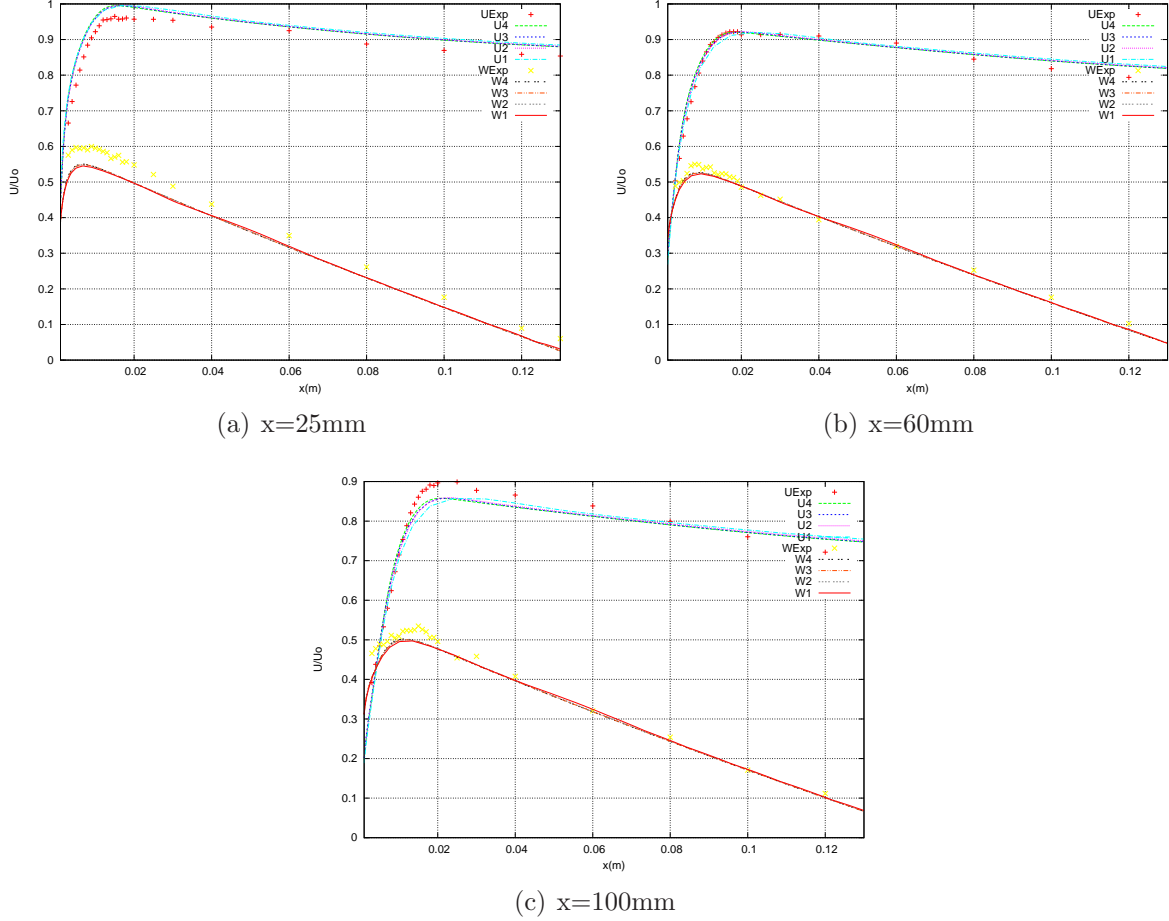 1
0.9
0.8
0.7
0.6
0.5
0.4
0.3
0.2
0.1
0
U/Uo
0.02 0.04 0.06 0.08 0.1 0.12
x(m)
UExp
U4
U3
U2
U1
WExp
W4
W3
W2
W1
(a) x=25mm
1
0.9
0.8
0.7
0.6
0.5
0.4
0.3
0.2
0.1
0
U/Uo
0.02 0.04 0.06 0.08 0.1 0.12
x(m)
UExp
U4
U3
U2
U1
WExp
W4
W3
W2
W1
(b) x=60mm
0.9
0.8
0.7
0.6
0.5
0.4
0.3
0.2
0.1
0
U/Uo
0.02 0.04 0.06 0.08 0.1 0.12
x(m)
UExp
U4
U3
U2
U1
WExp
W4
W3
W2
W1
(c) x=100mm